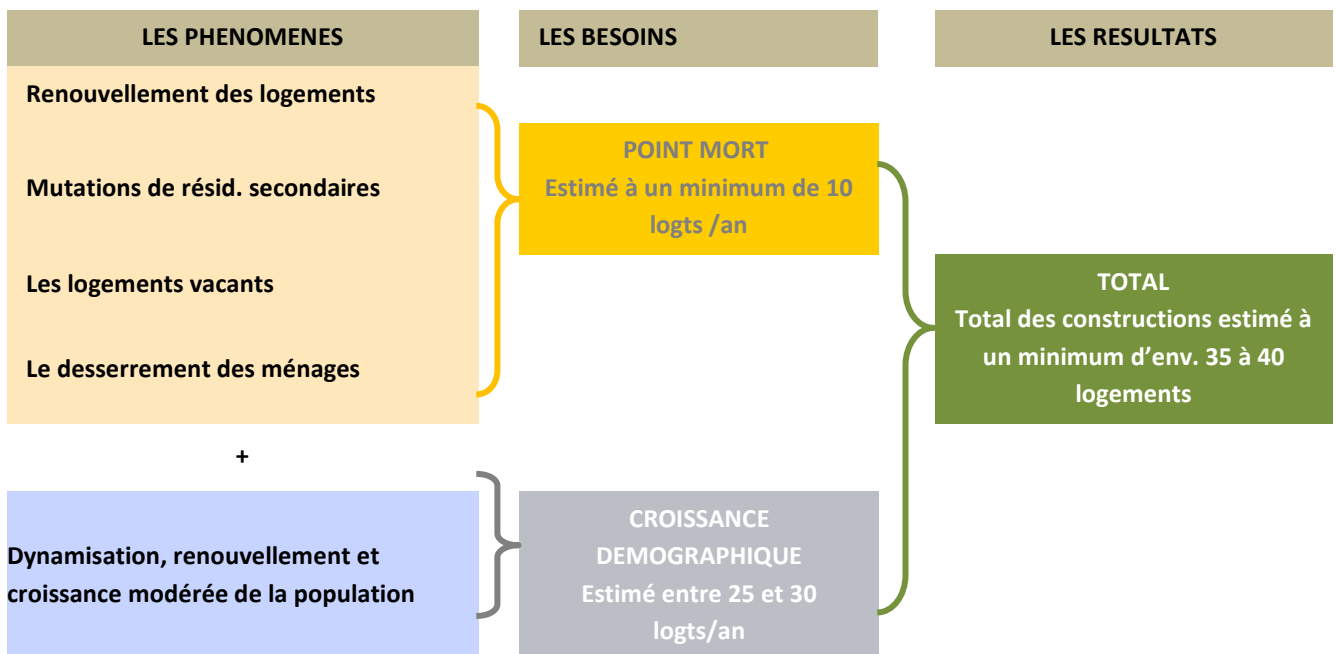 LES PHENOMENES
LES BESOINS
LES RESULTATS
Renouvellement des logements
Mutations de résid. secondaires
Les logements vacants
Le desserrement des ménages
POINT MORT
Estimé à un minimum de 10
logts /an
TOTAL
Total des constructions estimé à
un minimum d’env. 35 à 40
logements
+
Dynamisation, renouvellement et
croissance modérée de la population
CROISSANCE
DEMOGRAPHIQUE
Estimé entre 25 et 30
logts/an